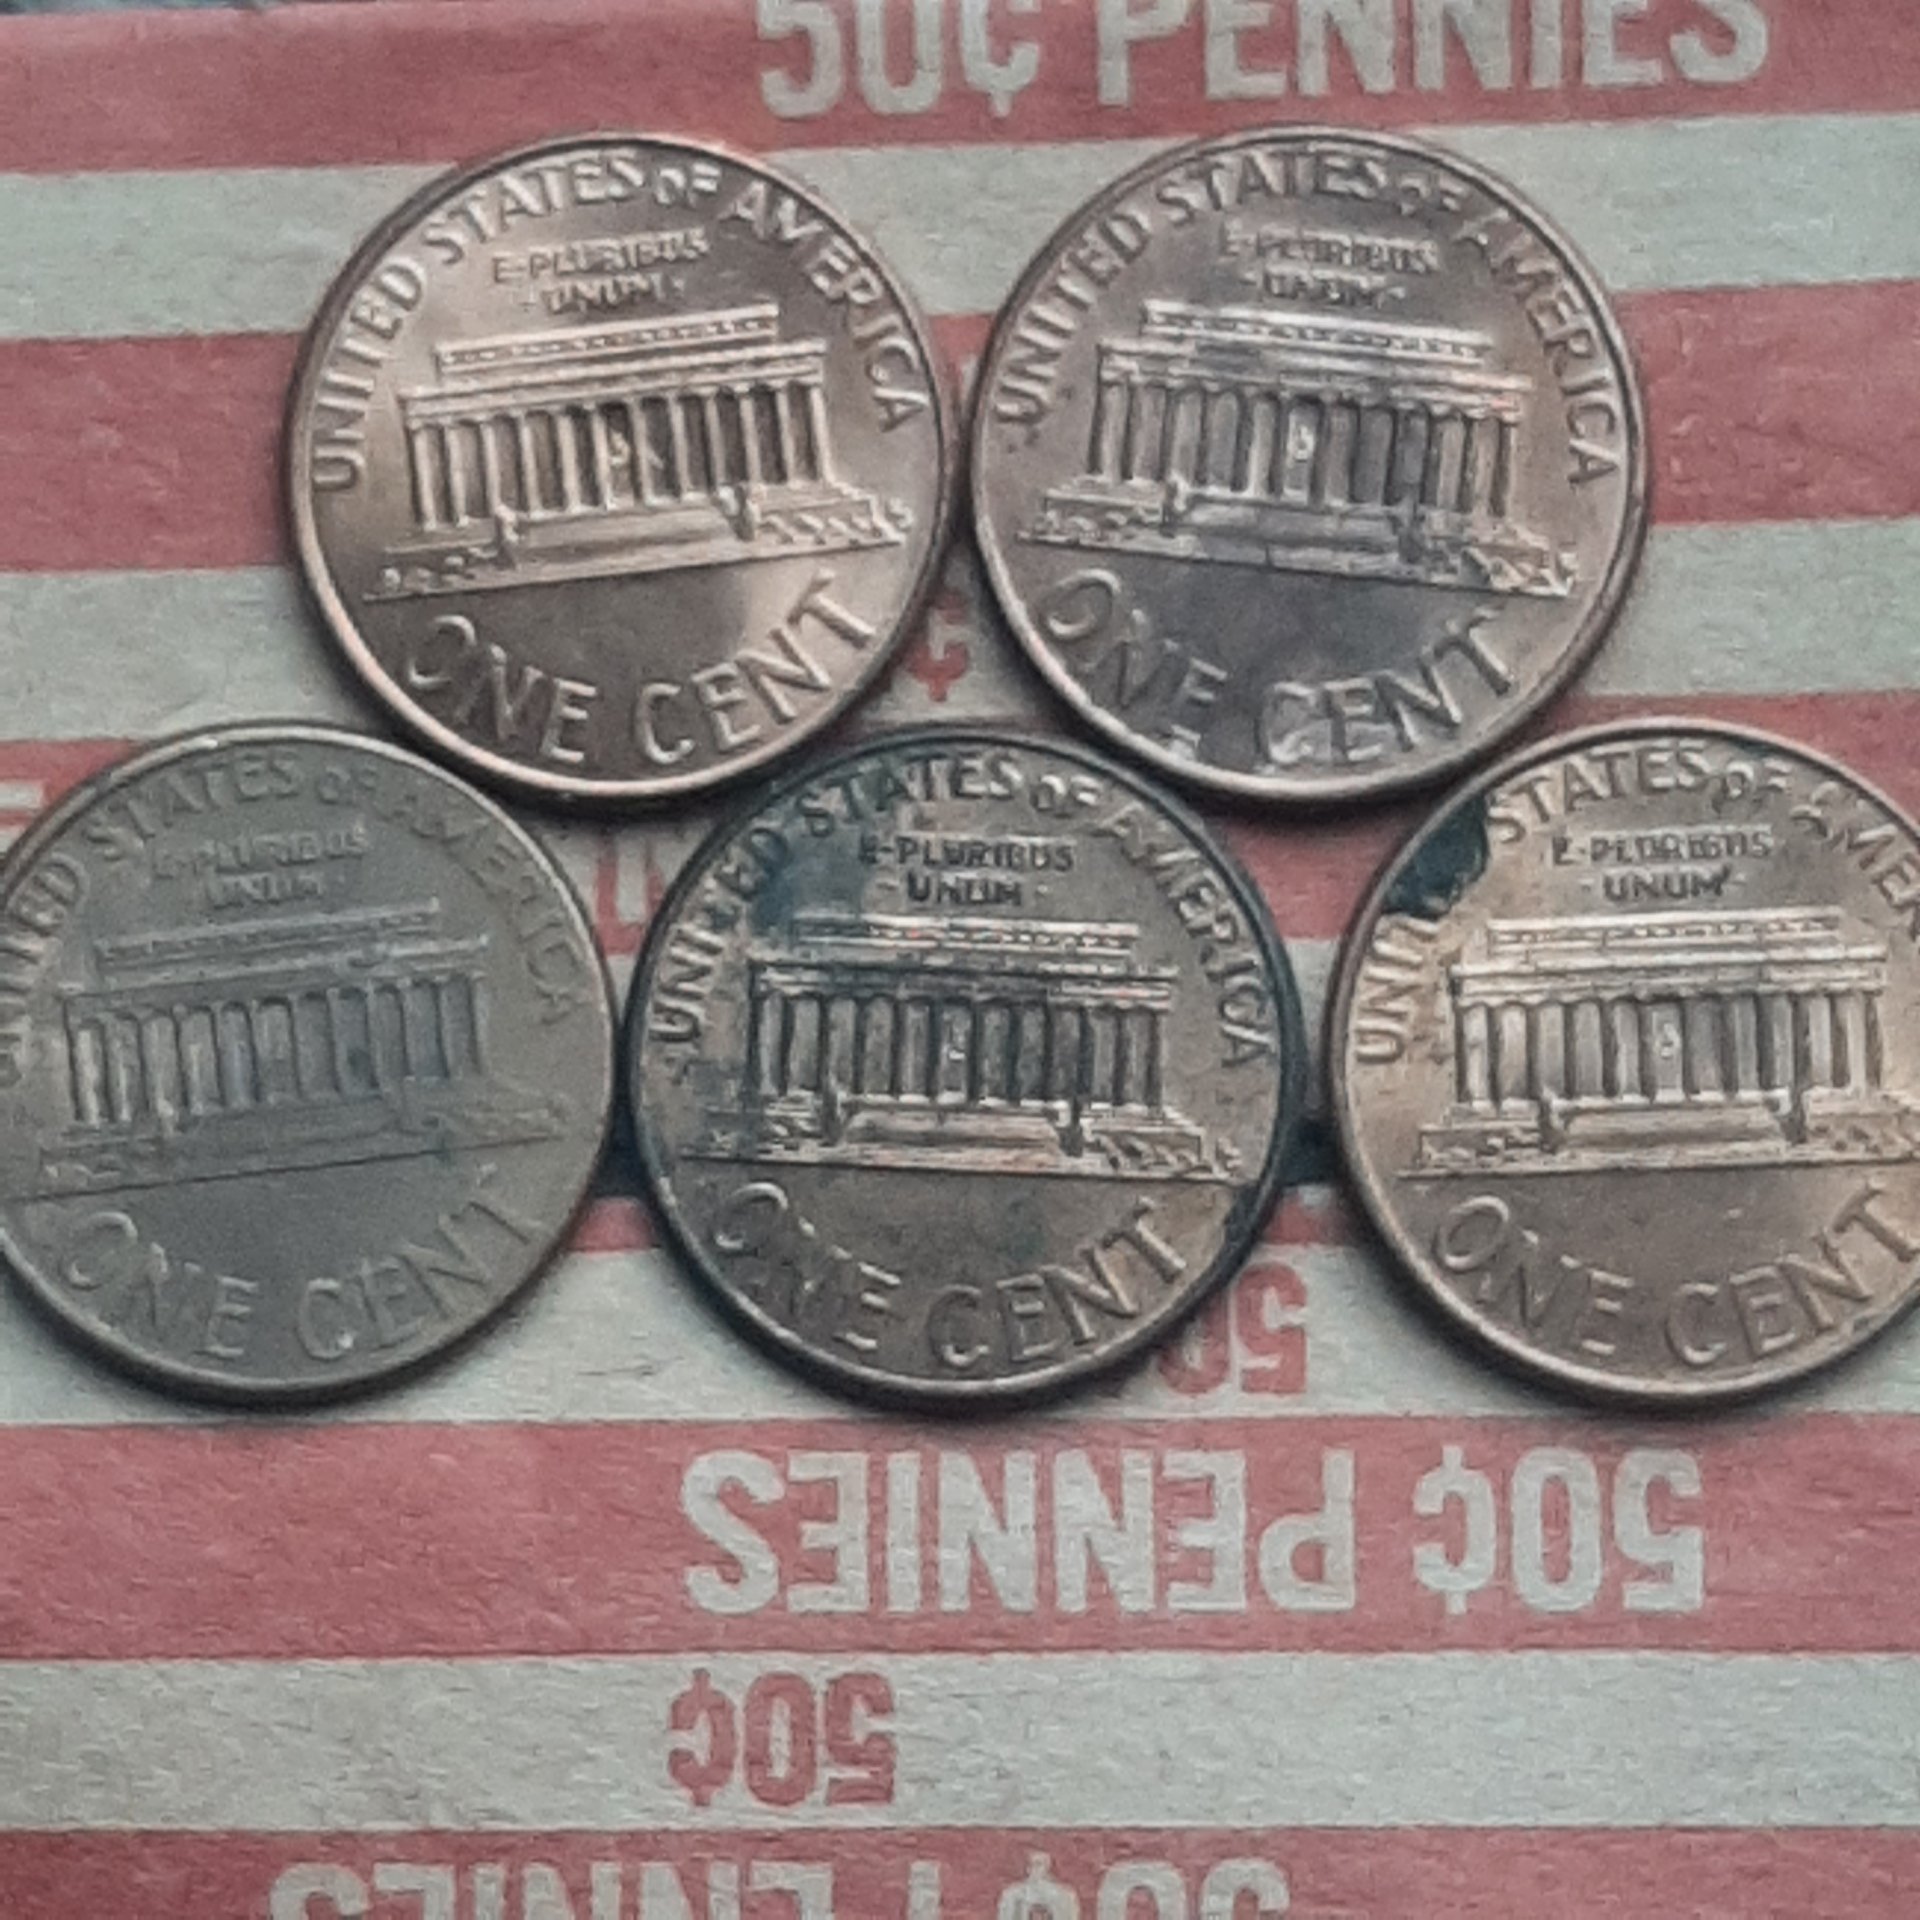 50¢ PENNIES
UNITED STATES OF AMERICA
E·PLURIBUS
·UNUM·
ONE CENT
UNITED STATES OF AMERICA
E·PLURIBUS
·UNUM·
ONE CENT
¢
UNITED STATES OF AMERICA
E·PLURIBUS
UNUM
ONE CENT
UNITED STATES OF AMERICA
E·PLURIBUS
·UNUM·
ONE CENT
STATES OF AMER
E·PLURIBUS
·UNUM·
ONE CENT
50¢ PENNIES
50¢
50¢ PENNIES